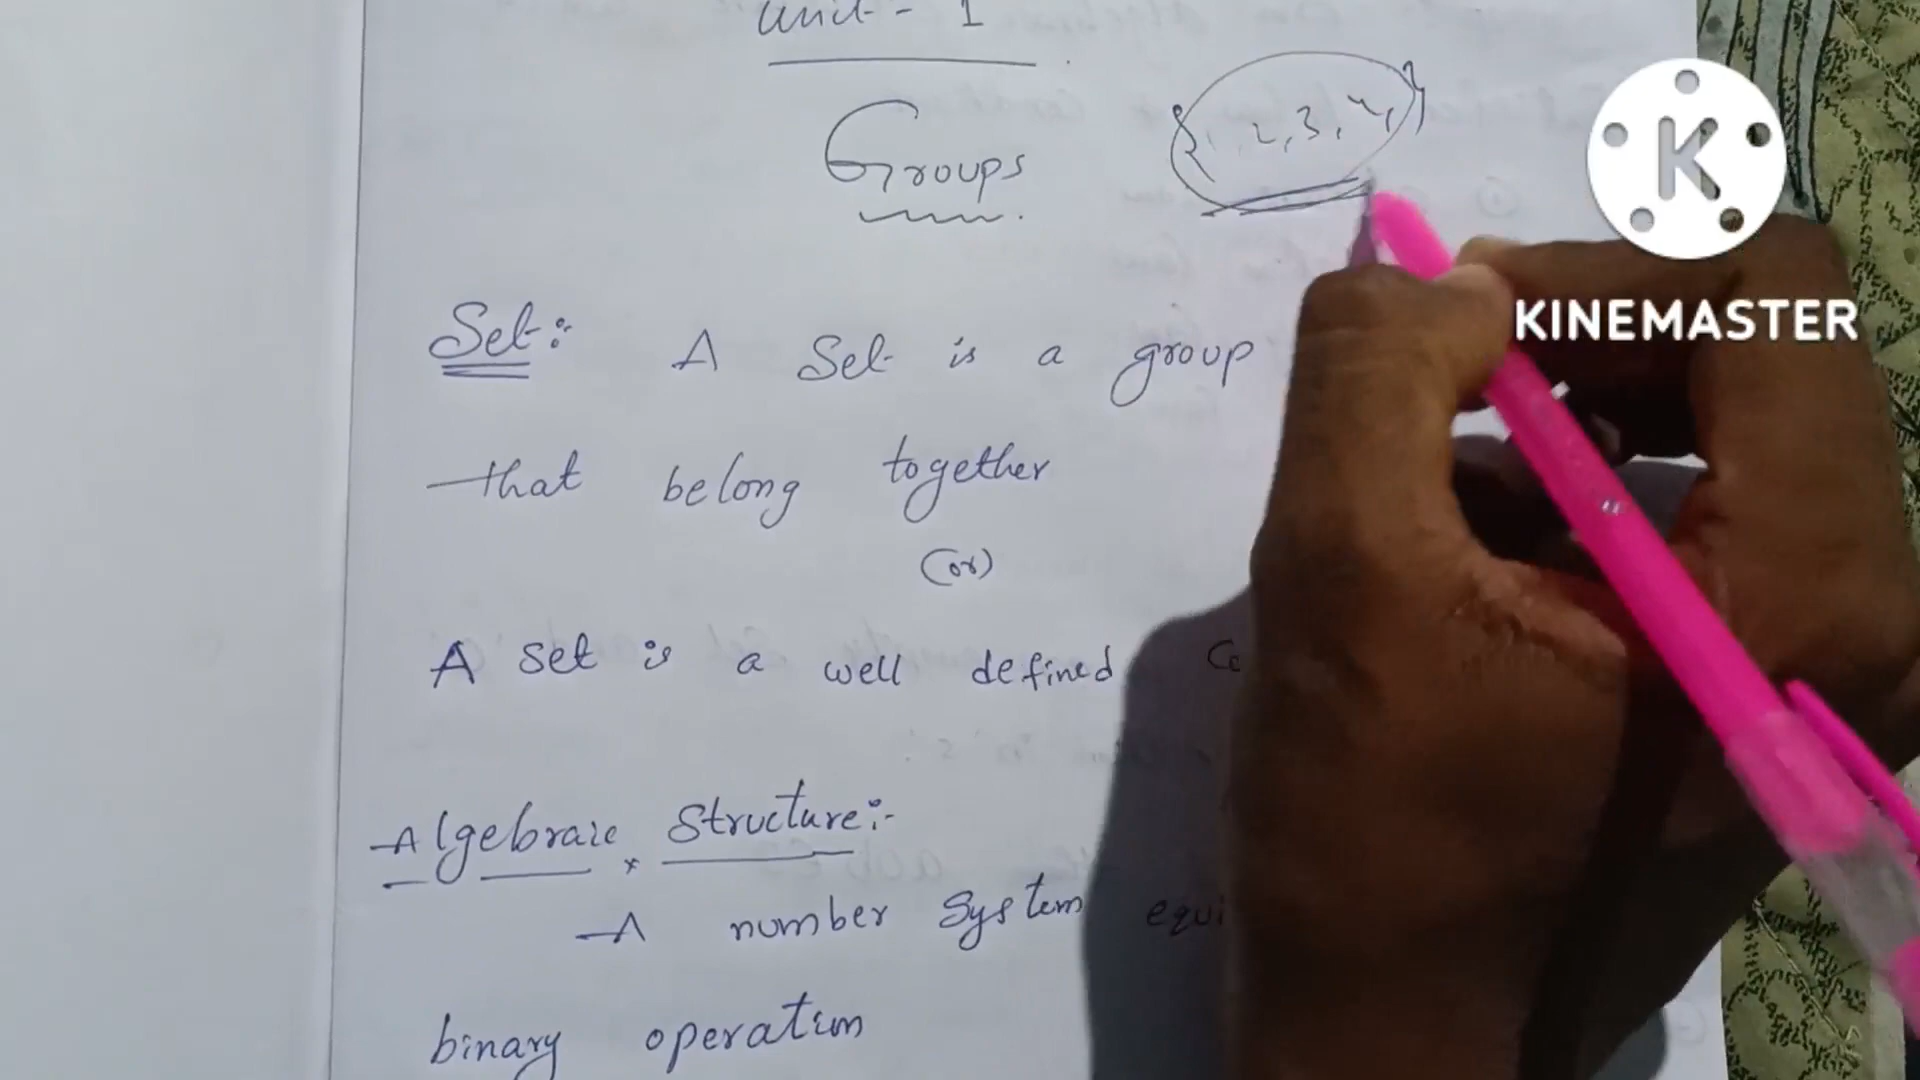 Unit - 1
Groups
{1, 2, 3, 4, }
K
KINEMASTER
Set :- A Set is a group
that belong together
(or)
A set is a well defined
Algebraic Structure :-
A number System
binary operation